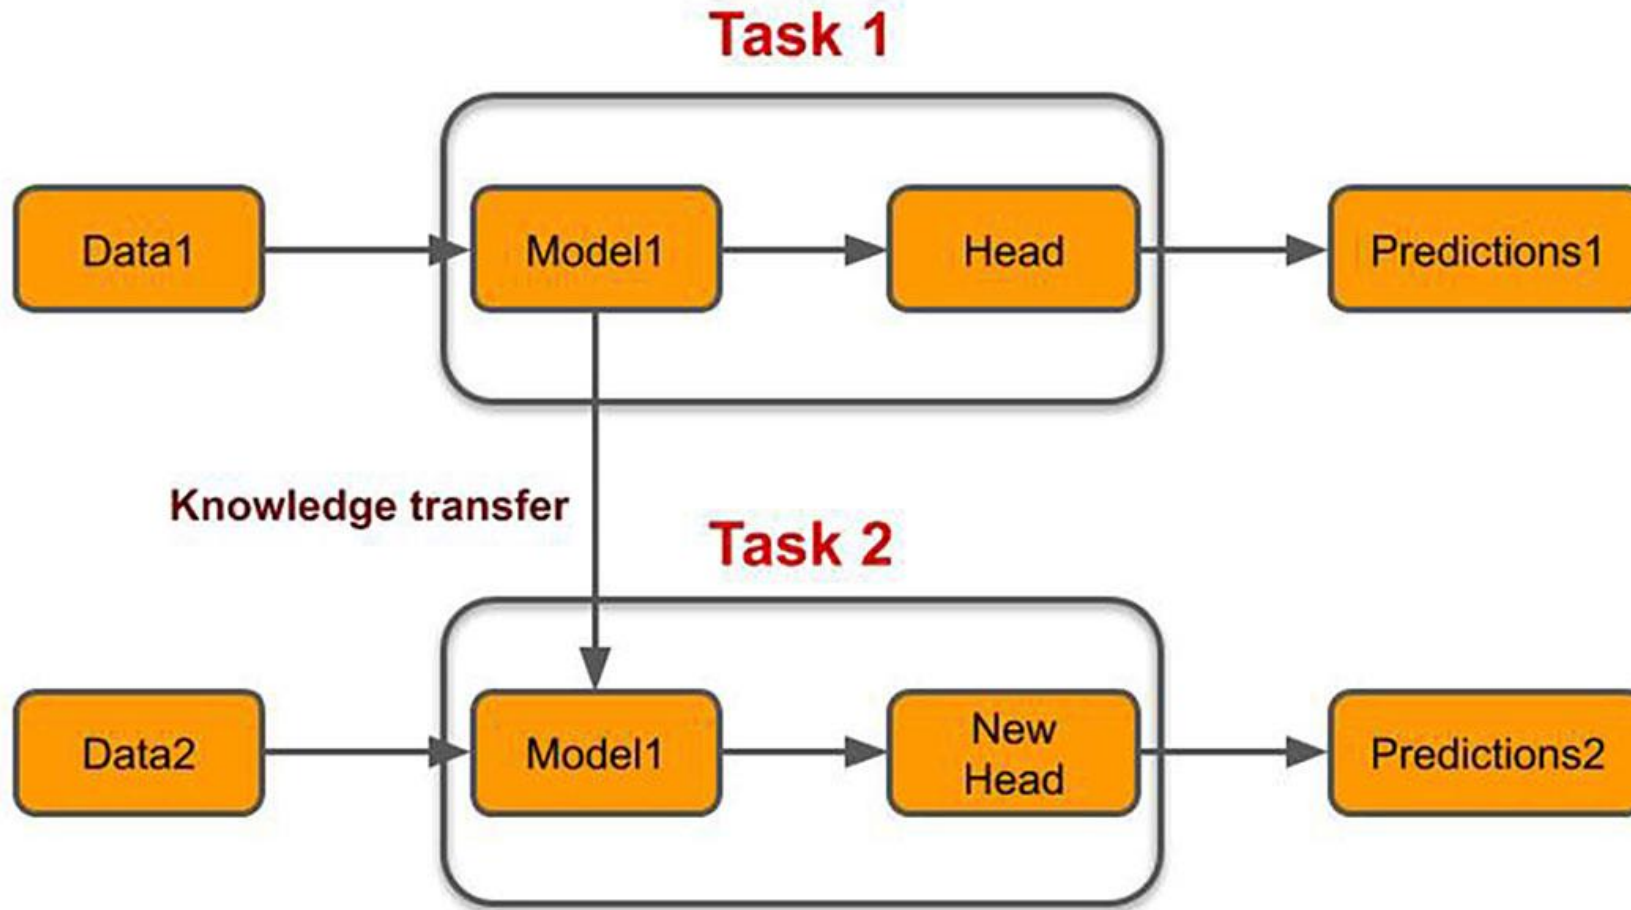 Task 1
Data1
Model1
Head
Predictions1
Knowledge transfer
Task 2
Data2
Model1
New
Head
Predictions2